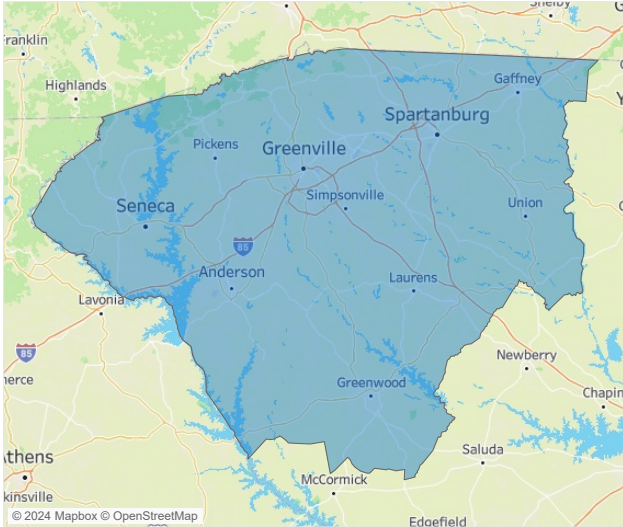 Franklin
Shelby
Highlands
Gaffney
Spartanburg
Pickens
Greenville
Simpsonville
Seneca
Union
85
Anderson
Laurens
Lavonia
85
Newberry
Greenwood
Chapin
Saluda
Athens
McCormick
kinsville
© 2024 Mapbox © OpenStreetMap
Edgefield